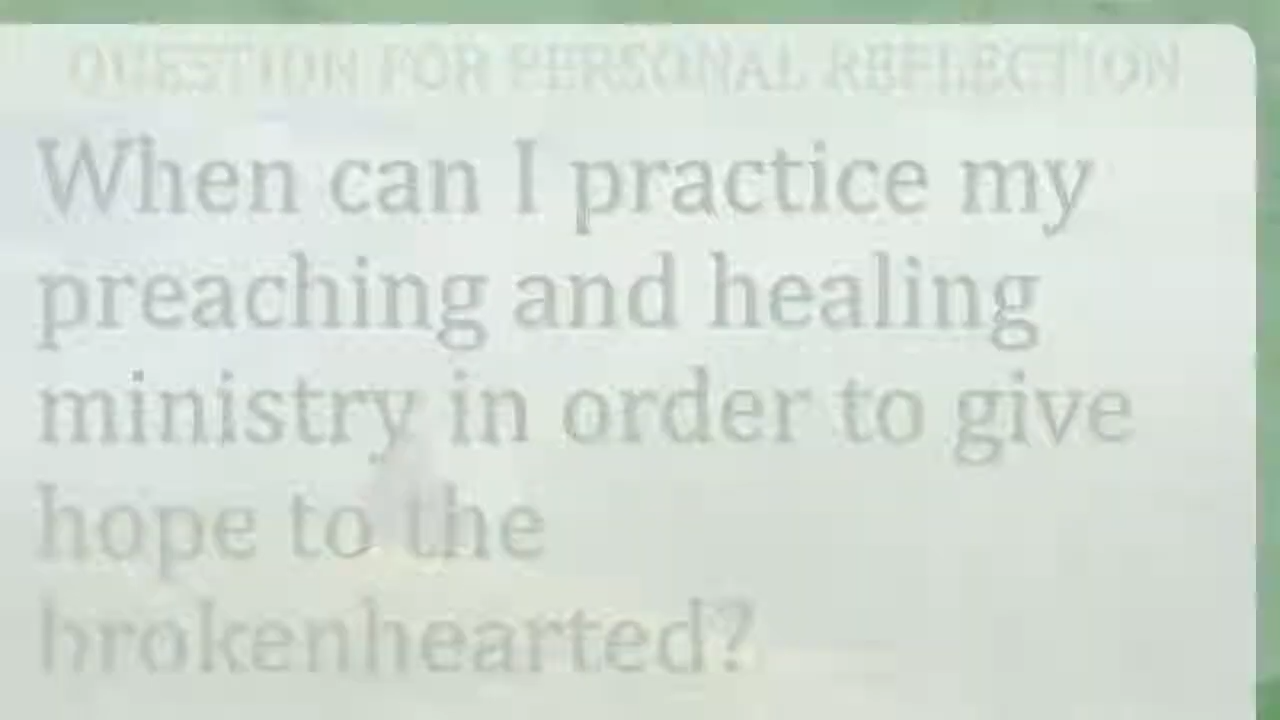 QUESTION FOR PERSONAL REFLECTION
When can I practice my
preaching and healing
ministry in order to give
hope to the
brokenhearted?